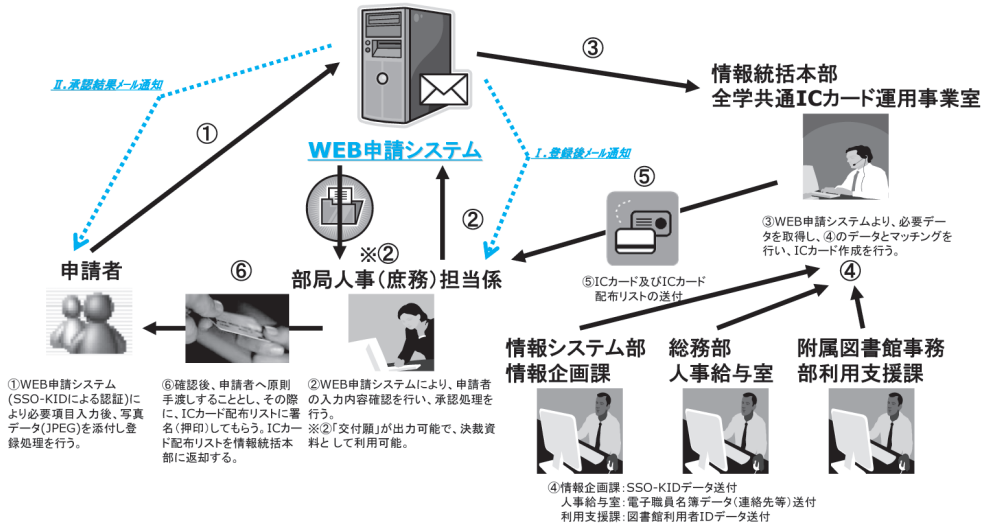 Ⅱ.承認結果メール通知
①
③
情報統括本部
全学共通ICカード運用事業室
WEB申請システム
Ⅰ.登録後メール通知
⑤
②
※②
③WEB申請システムより、必要デー
タを取得し、④のデータとマッチングを
行い、ICカード作成を行う。
申請者
⑥
部局人事(庶務)担当係
⑤ICカード及びICカード
配布リストの送付
④
情報システム部
情報企画課
総務部
人事給与室
附属図書館事務
部利用支援課
①WEB申請システム
(SSO-KIDによる認証)に
より必要項目入力後、写真
データ(JPEG)を添付し登
録処理を行う。
⑥確認後、申請者へ原則
手渡しすることとし、その際
に、ICカード配布リストに署
名(押印)してもらう。ICカー
ド配布リストを情報統括本
部に返却する。
②WEB申請システムにより、申請者
の入力内容確認を行い、承認処理を
行う。
※②「交付願」が出力可能で、決裁資
料として利用可能。
④情報企画課:SSO-KIDデータ送付
人事給与室:電子職員名簿データ(連絡先等)送付
利用支援課:図書館利用者IDデータ送付